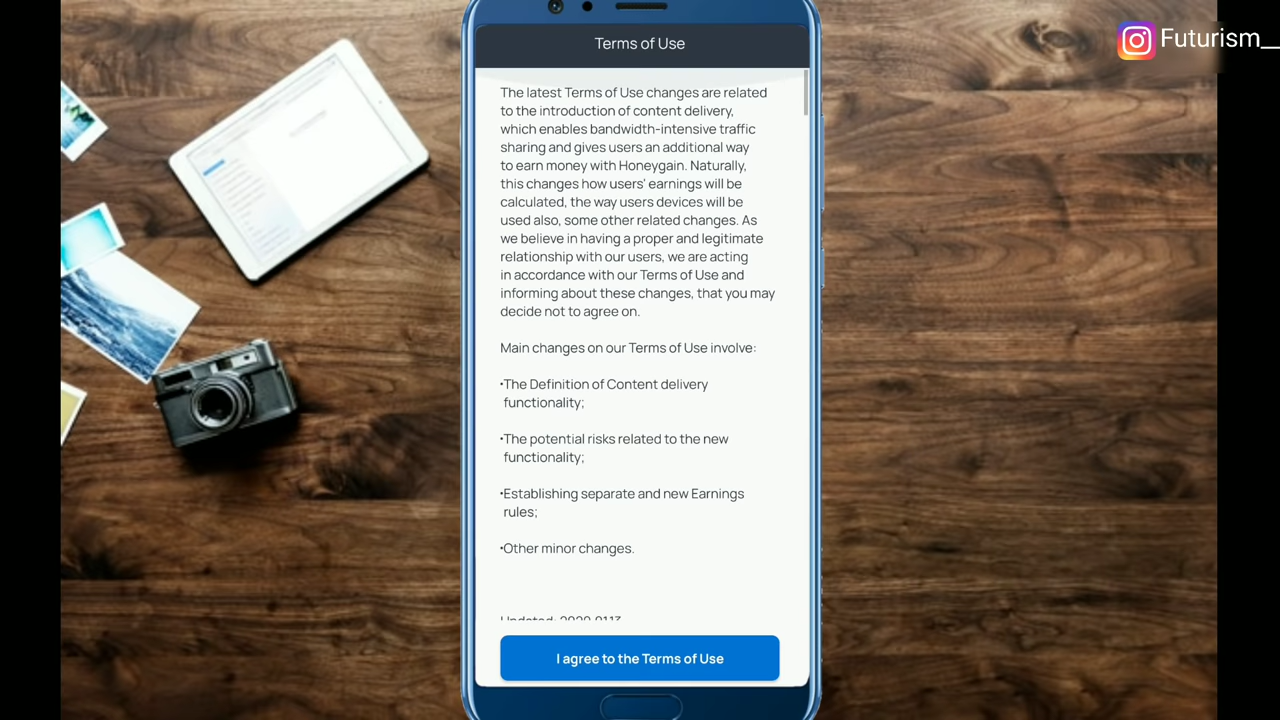 Terms of Use
Futurism_
The latest Terms of Use changes are related
to the introduction of content delivery,
which enables bandwidth-intensive traffic
sharing and gives users an additional way
to earn money with Honeygain. Naturally,
this changes how users' earnings will be
calculated, the way users devices will be
used also, some other related changes. As
we believe in having a proper and legitimate
relationship with our users, we are acting
in accordance with our Terms of Use and
informing about these changes, that you may
decide not to agree on.
Main changes on our Terms of Use involve:
•The Definition of Content delivery
functionality;
•The potential risks related to the new
functionality;
•Establishing separate and new Earnings
rules;
•Other minor changes.
I agree to the Terms of Use